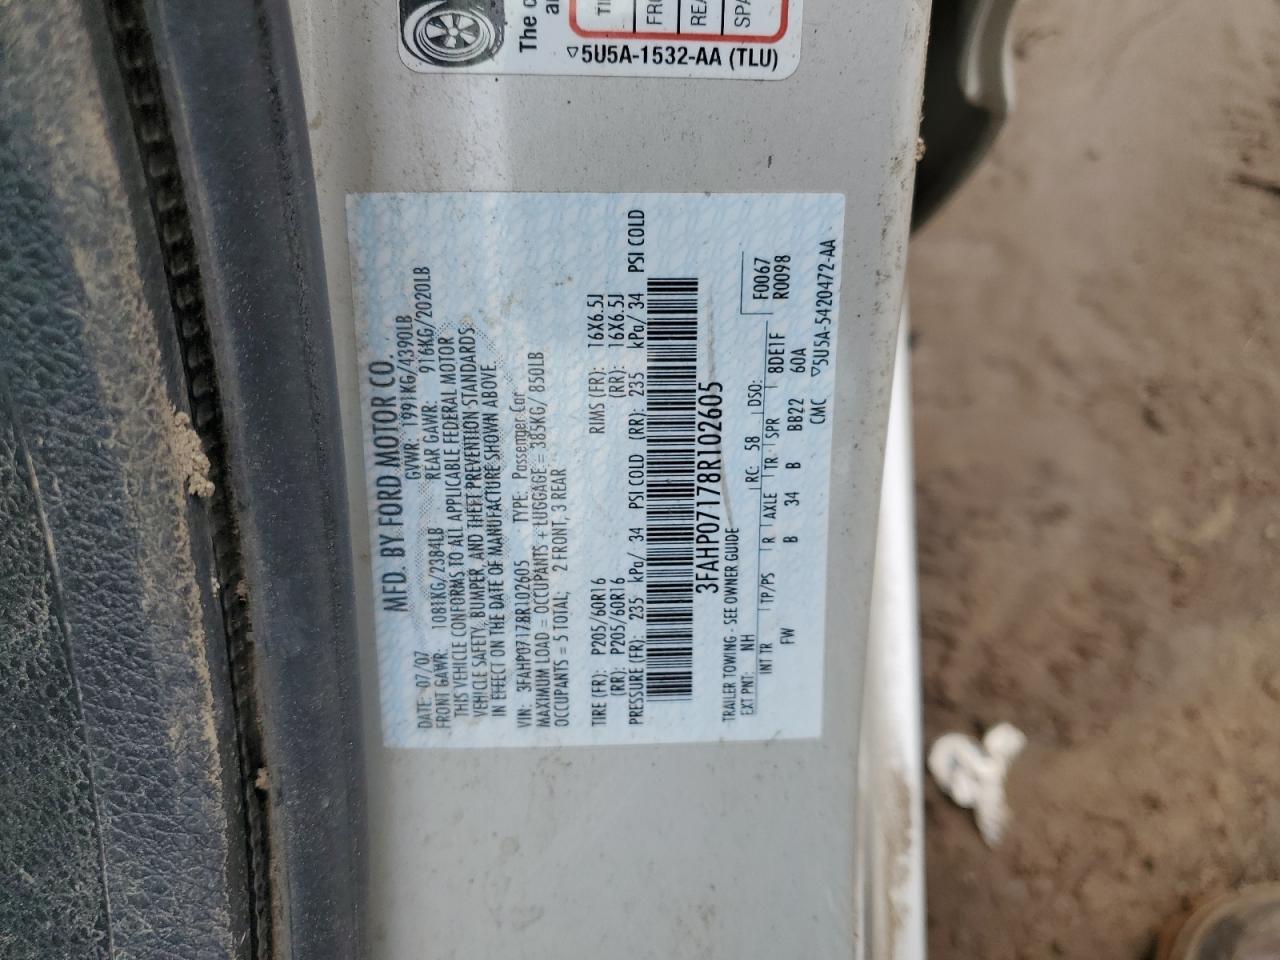 The c
an
TI
FRO
REA
SPA
▽5U5A-1532-AA (TLU)
MFD. BY FORD MOTOR CO.
DATE: 07/07 GVWR: 1991KG/4390LB
FRONT GAWR: 1081KG/2384LB REAR GAWR: 916KG/2020LB
THIS VEHICLE CONFORMS TO ALL APPLICABLE FEDERAL MOTOR
VEHICLE SAFETY, BUMPER, AND THEFT PREVENTION STANDARDS
IN EFFECT ON THE DATE OF MANUFACTURE SHOWN ABOVE.
VIN: 3FAHP07178R102605 TYPE: Passenger Car
MAXIMUM LOAD = OCCUPANTS + LUGGAGE = 385KG/ 850LB
OCCUPANTS = 5 TOTAL, 2 FRONT, 3 REAR
TIRE (FR): P205/60R16 RIMS (FR): 16X6.5J
(RR): P205/60R16 (RR): 16X6.5J
PRESSURE (FR): 235 kPa/ 34 PSI COLD (RR): 235 kPa/ 34 PSI COLD
3FAHP07178R102605
TRAILER TOWING - SEE OWNER GUIDE F0067
EXT PNT: NH RC: 58 DSO: R0098
INT TR TP/PS R AXLE TR SPR 8DE1F
FW B 34 B BB22 60A
CMC ▽5U5A-5420472-AA